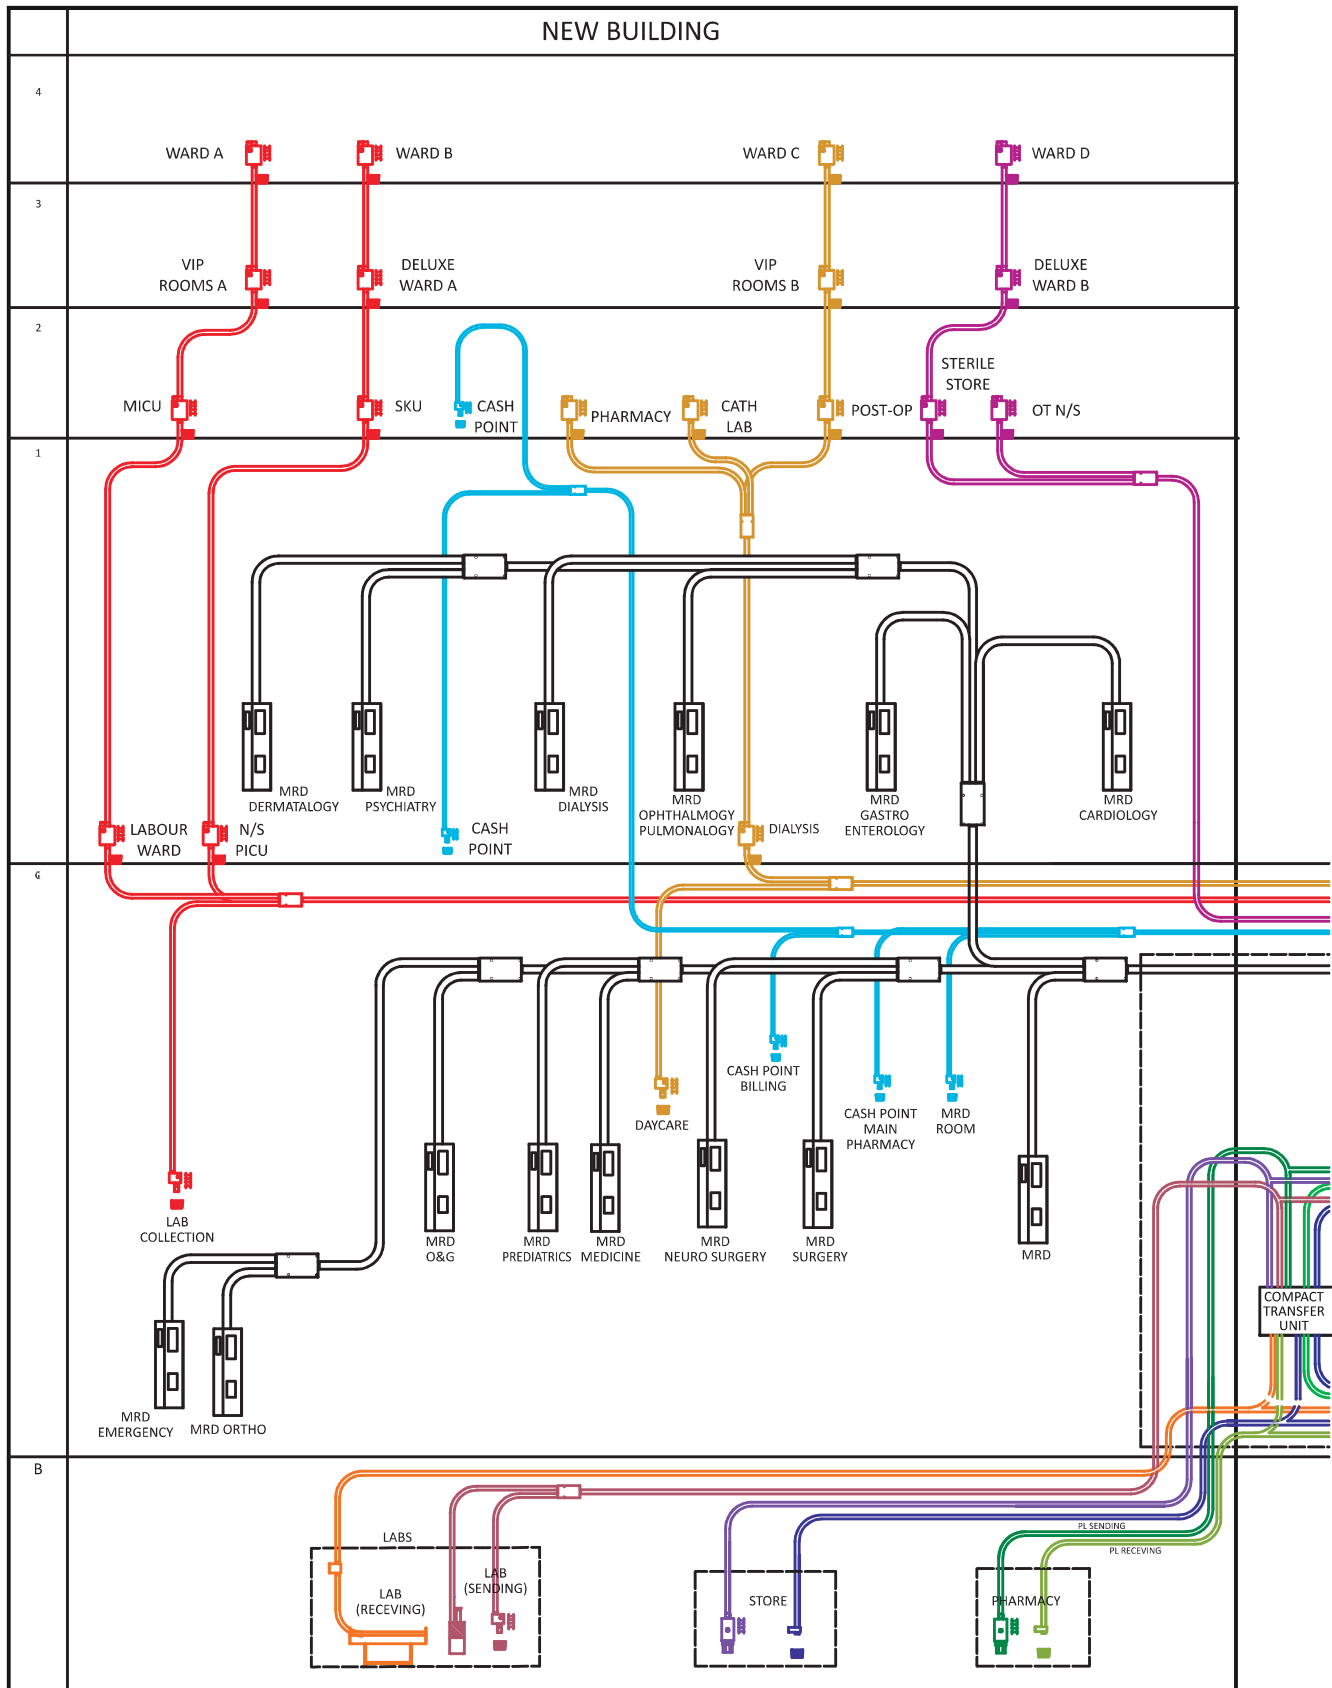 NEW BUILDING
4
WARD A
WARD B
WARD C
WARD D
3
VIP
ROOMS A
DELUXE
WARD A
VIP
ROOMS B
DELUXE
WARD B
2
MICU
SKU
CASH
POINT
PHARMACY
CATH
LAB
POST-OP
STERILE
STORE
OT N/S
1
MRD
DERMATALOGY
MRD
PSYCHIATRY
MRD
DIALYSIS
MRD
OPHTHALMOGY
PULMONALOGY
MRD
GASTRO
ENTEROLOGY
MRD
CARDIOLOGY
LABOUR
WARD
N/S
PICU
CASH
POINT
DIALYSIS
G
CASH POINT
BILLING
DAYCARE
CASH POINT
MAIN
PHARMACY
MRD
ROOM
LAB
COLLECTION
MRD
O&G
MRD
PREDIATRICS
MRD
MEDICINE
MRD
NEURO SURGERY
MRD
SURGERY
MRD
COMPACT
TRANSFER
UNIT
MRD
EMERGENCY
MRD ORTHO
B
LABS
LAB
(RECEVING)
LAB
(SENDING)
STORE
PL SENDING
PL RECEVING
PHARMACY